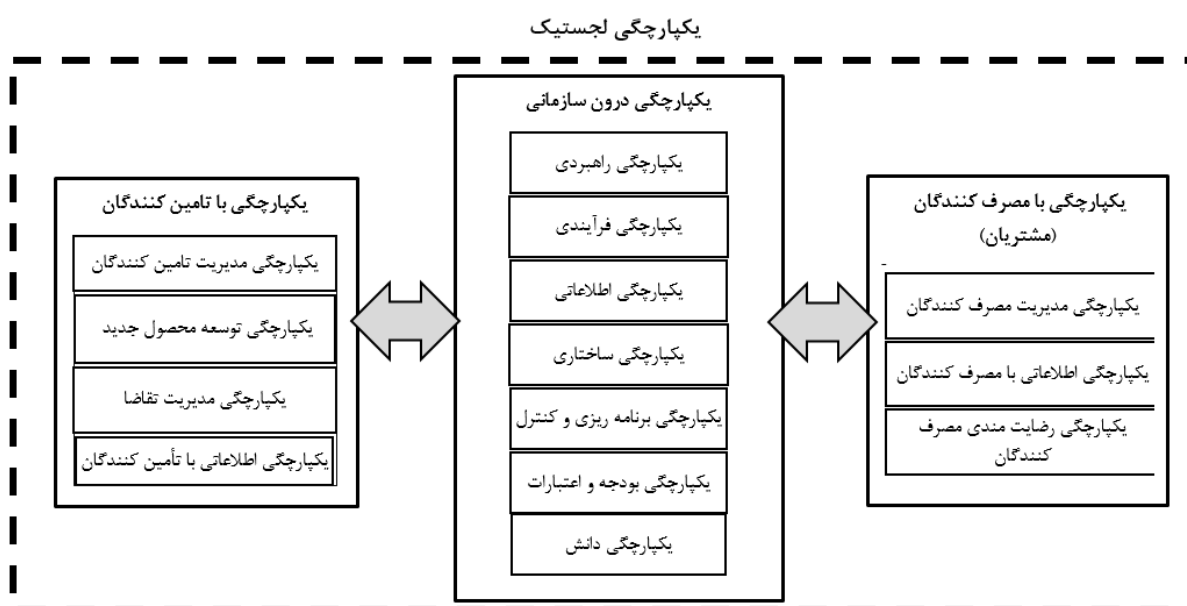 یکپارچگی لجستیک
یکپارچگی با مصرف کنندگان
(مشتریان)
یکپارچگی مدیریت مصرف کنندگان
یکپارچگی اطلاعاتی با مصرف کنندگان
یکپارچگی رضایت مندی مصرف
کنندگان
یکپارچگی درون سازمانی
یکپارچگی راهبردی
یکپارچگی فرآیندی
یکپارچگی اطلاعاتی
یکپارچگی ساختاری
یکپارچگی برنامه ریزی و کنترل
یکپارچگی بودجه و اعتبارات
یکپارچگی دانش
یکپارچگی با تامین کنندگان
یکپارچگی مدیریت تامین کنندگان
یکپارچگی توسعه محصول جدید
یکپارچگی مدیریت تقاضا
یکپارچگی اطلاعاتی با تأمین کنندگان